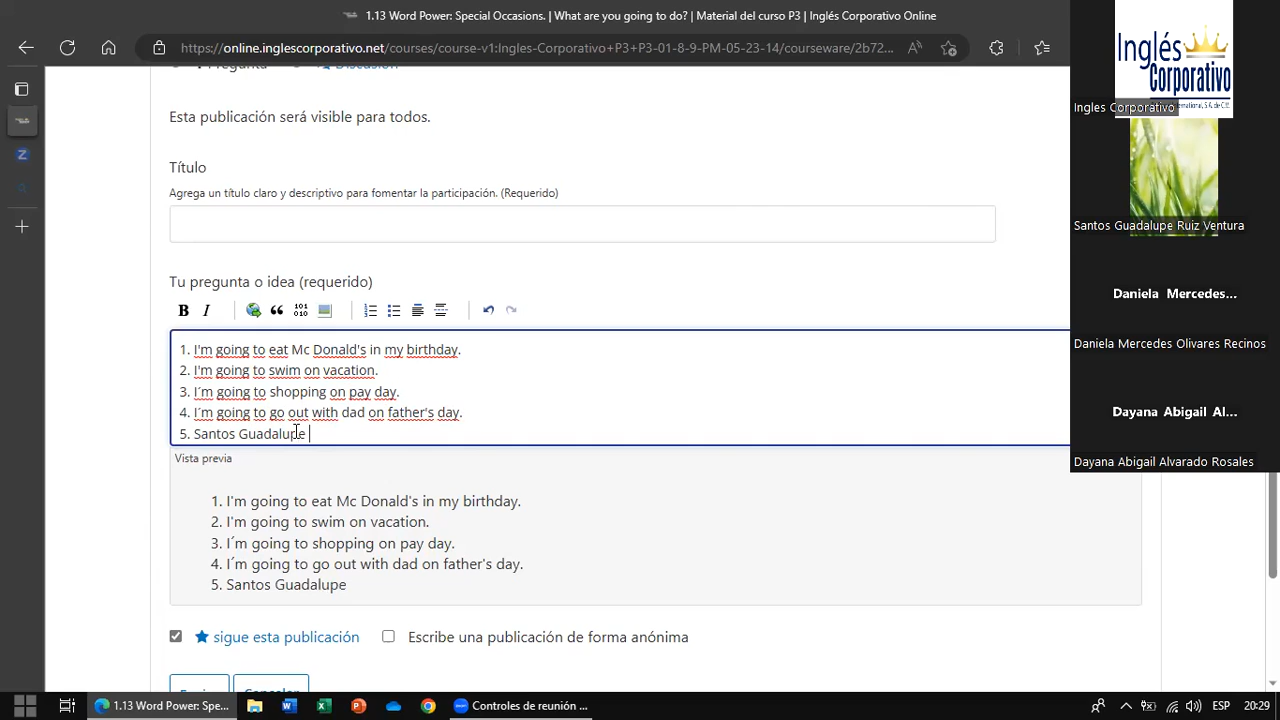 1.13 Word Power: Special Occasions. | What are you going to do? | Material del curso P3 | Inglés Corporativo Online
https://online.inglescorporativo.net/courses/course-v1:Ingles-Corporativo+P3+P3-01-8-9-PM-05-23-14/courseware/2b72...
Inglés
Corporativo
Ingles Corporativo
Esta publicación será visible para todos.
Título
Agrega un título claro y descriptivo para fomentar la participación. (Requerido)
Santos Guadalupe Ruiz Ventura
Tu pregunta o idea (requerido)
Daniela Mercedes...
Daniela Mercedes Olivares Recinos
1. I'm going to eat Mc Donald's in my birthday.
2. I'm going to swim on vacation.
3. I´m going to shopping on pay day.
4. I´m going to go out with dad on father's day.
5. Santos Guadalupe
Dayana Abigail Al...
Dayana Abigail Alvarado Rosales
Vista previa
1. I'm going to eat Mc Donald's in my birthday.
2. I'm going to swim on vacation.
3. I´m going to shopping on pay day.
4. I´m going to go out with dad on father's day.
5. Santos Guadalupe
sigue esta publicación
Escribe una publicación de forma anónima
1.13 Word Power: Spe...
Controles de reunión ...
ESP
20:29